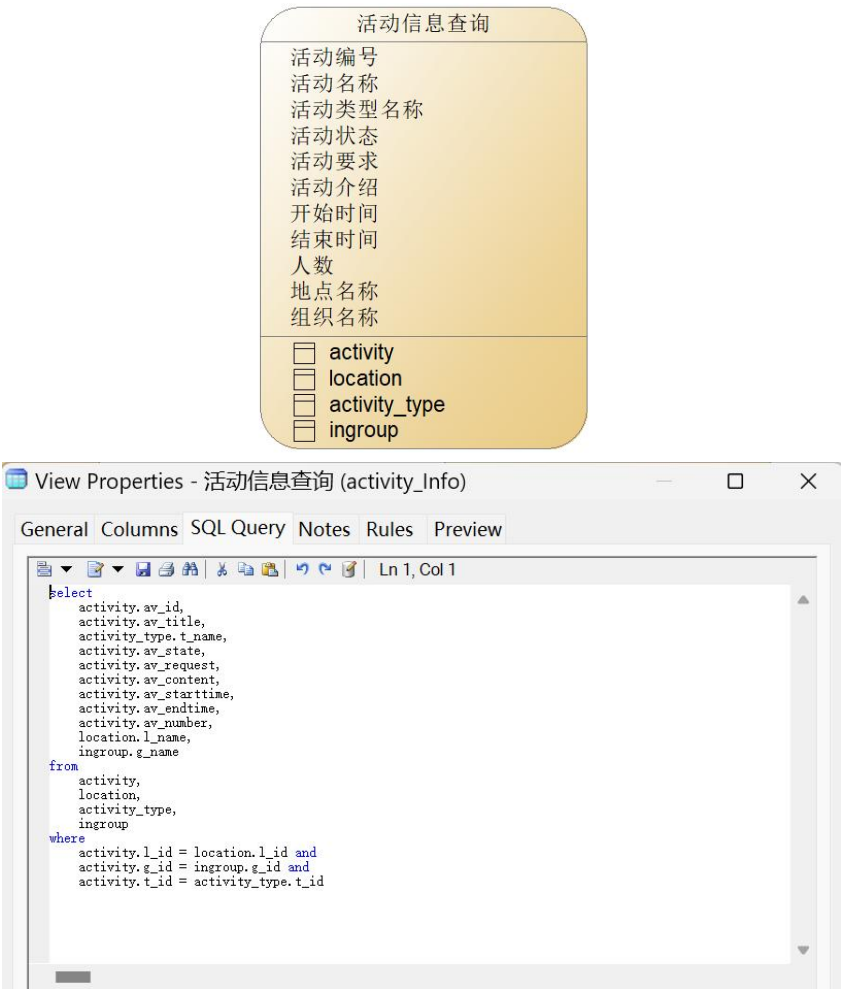 活动信息查询
活动编号
活动名称
活动类型名称
活动状态
活动要求
活动介绍
开始时间
结束时间
人数
地点名称
组织名称
activity
location
activity_type
ingroup
View Properties - 活动信息查询 (activity_Info)
General Columns SQL Query Notes Rules Preview
Ln 1, Col 1
select
activity.av_id,
activity.av_title,
activity_type.t_name,
activity.av_state,
activity.av_request,
activity.av_content,
activity.av_starttime,
activity.av_endtime,
activity.av_number,
location.l_name,
ingroup.g_name
from
activity,
location,
activity_type,
ingroup
where
activity.l_id = location.l_id and
activity.g_id = ingroup.g_id and
activity.t_id = activity_type.t_id